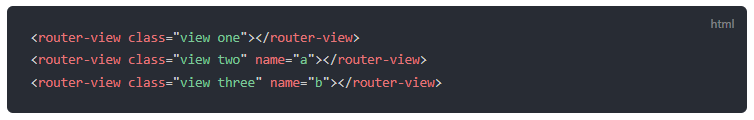 html
<router-view class="view one"></router-view>
<router-view class="view two" name="a"></router-view>
<router-view class="view three" name="b"></router-view>